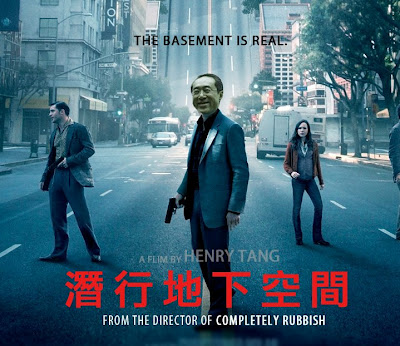 THE BASEMENT IS REAL.
A FILM BY HENRY TANG
潛行地下空間
FROM THE DIRECTOR OF COMPLETELY RUBBISH